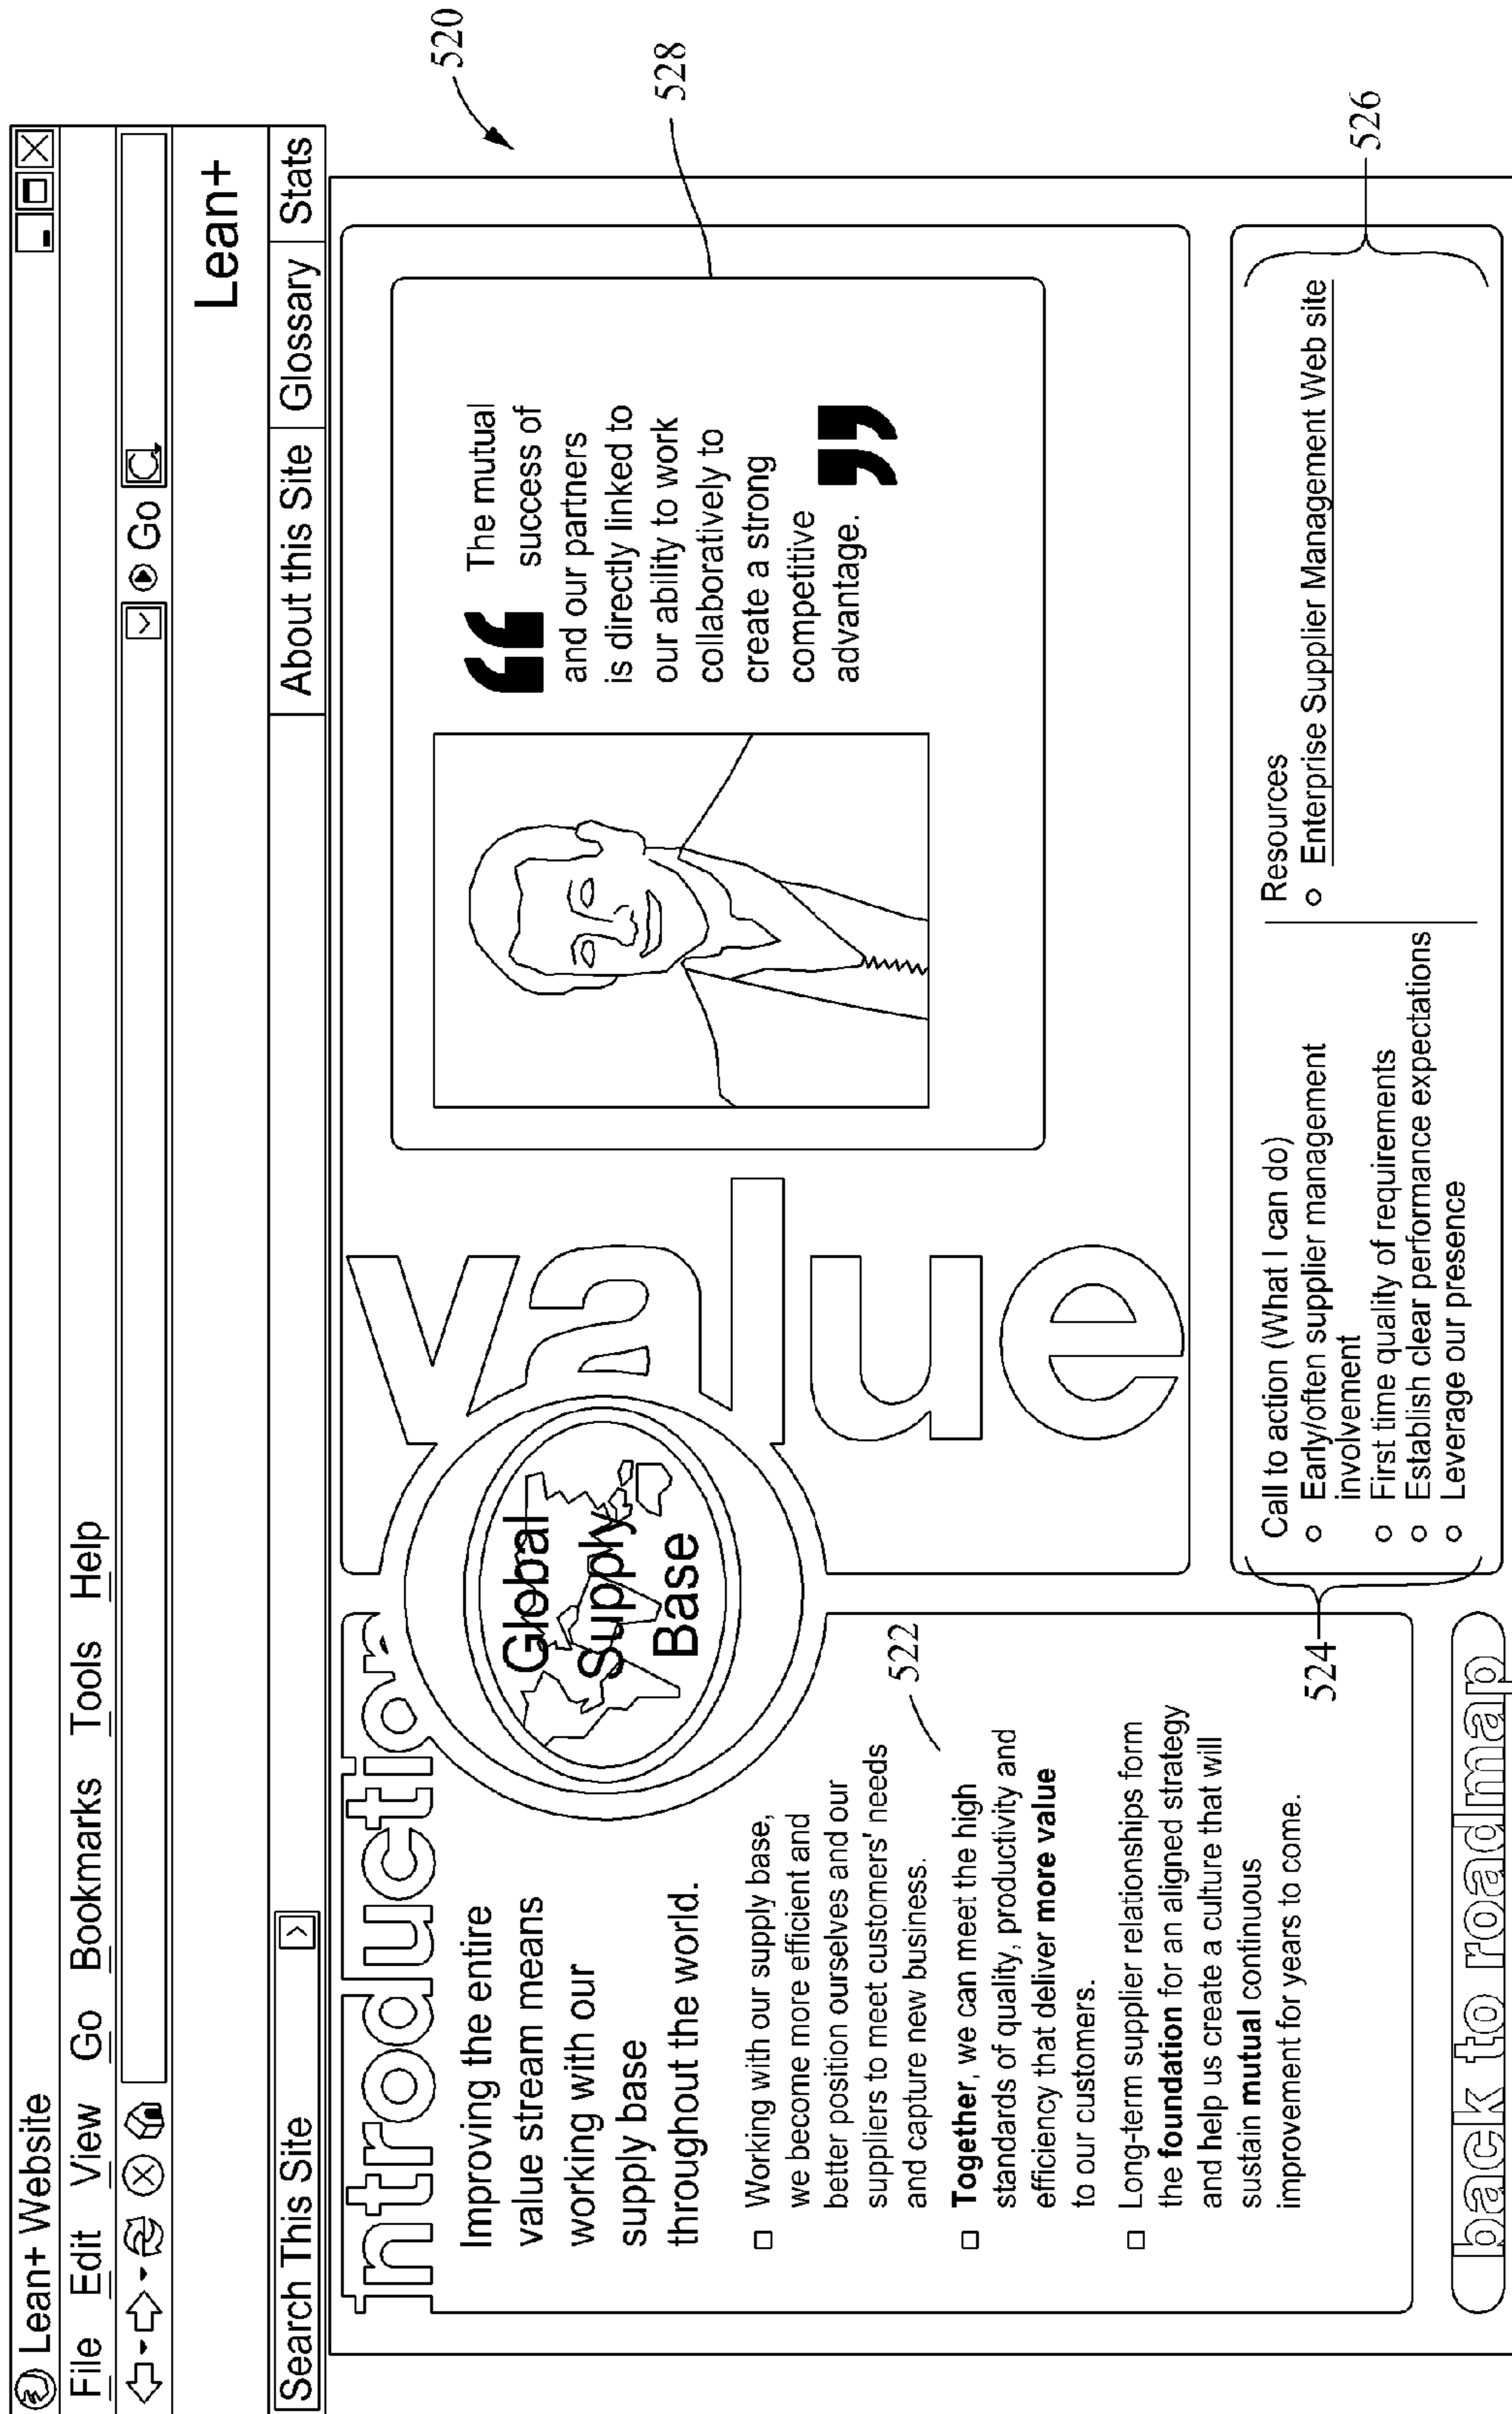 Lean+ Website
File Edit View Go Bookmarks Tools Help
Go
Lean+
Search This Site
About this Site Glossary Stats
520
introduction
Improving the entire
value stream means
working with our
supply base
throughout the world.
Working with our supply base,
we become more efficient and
better position ourselves and our
suppliers to meet customers' needs
and capture new business.
522
Together, we can meet the high
standards of quality, productivity and
efficiency that deliver more value
to our customers.
Long-term supplier relationships form
the foundation for an aligned strategy
and help us create a culture that will
sustain mutual continuous
improvement for years to come.
Global
Supply
Base
value
528
“ The mutual
success of
and our partners
is directly linked to
our ability to work
collaboratively to
create a strong
competitive
advantage. ”
524
Call to action (What I can do)
o Early/often supplier management
involvement
o First time quality of requirements
o Establish clear performance expectations
o Leverage our presence
Resources
o Enterprise Supplier Management Web site
526
back to roadmap